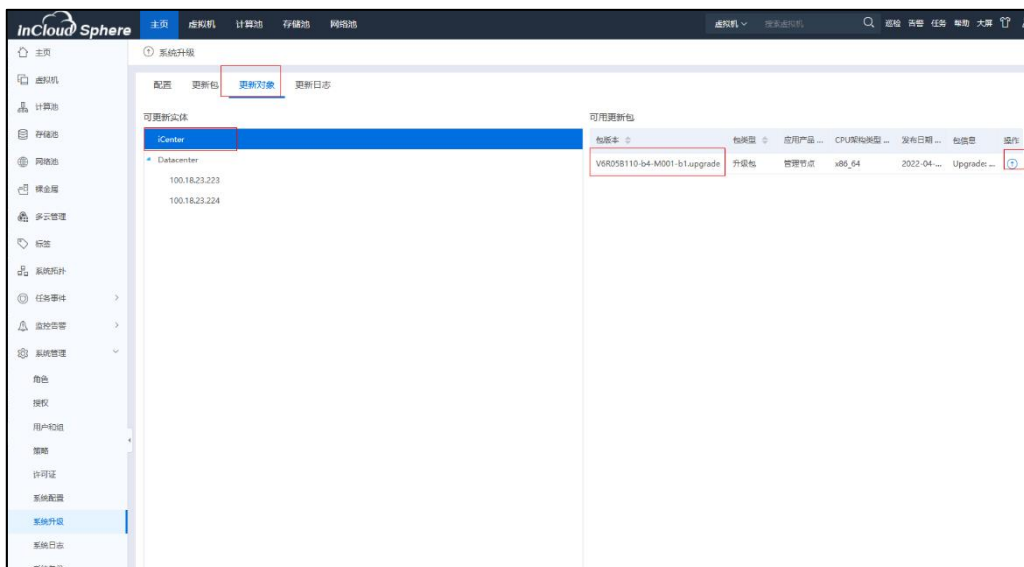 InCloud Sphere
主页 虚拟机 计算池 存储池 网络池 虚拟机 搜索虚拟机 巡检 告警 任务 帮助 大屏
主页
系统升级
虚拟机
配置 更新包 更新对象 更新日志
计算池
可更新实体 可用更新包
存储池
iCenter
包版本 包类型 应用产品 ... CPU架构类型 ... 发布日期 ... 包信息 操作
Datacenter
V6R05B110-b4-M001-b1.upgrade 升级包 管理节点 x86_64 2022-04-... Upgrade: ...
网络池
100.18.23.223
裸金属
100.18.23.224
多云管理
标签
系统拓扑
任务事件
监控告警
系统管理
角色
授权
用户和组
策略
许可证
系统配置
系统升级
系统日志